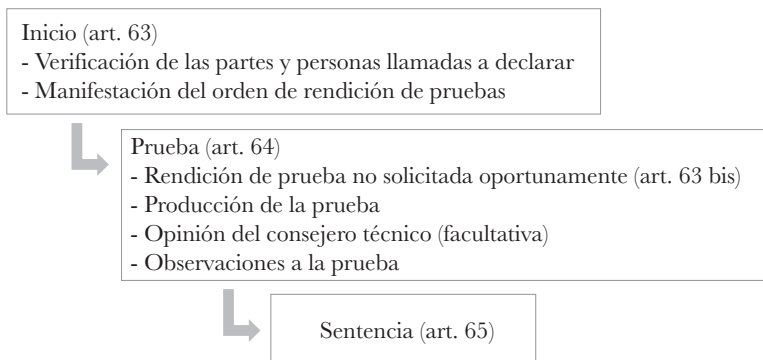 Inicio (art. 63)
- Verificación de las partes y personas llamadas a declarar
- Manifestación del orden de rendición de pruebas
Prueba (art. 64)
- Rendición de prueba no solicitada oportunamente (art. 63 bis)
- Producción de la prueba
- Opinión del consejero técnico (facultativa)
- Observaciones a la prueba
Sentencia (art. 65)